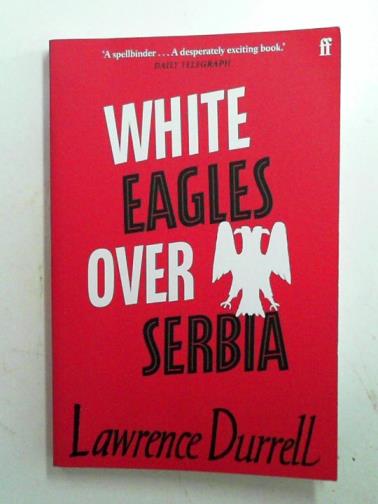 'A spellbinder . . . A desperately exciting book.'
DAILY TELEGRAPH
ff
WHITE
EAGLES
OVER
SERBIA
Lawrence Durrell